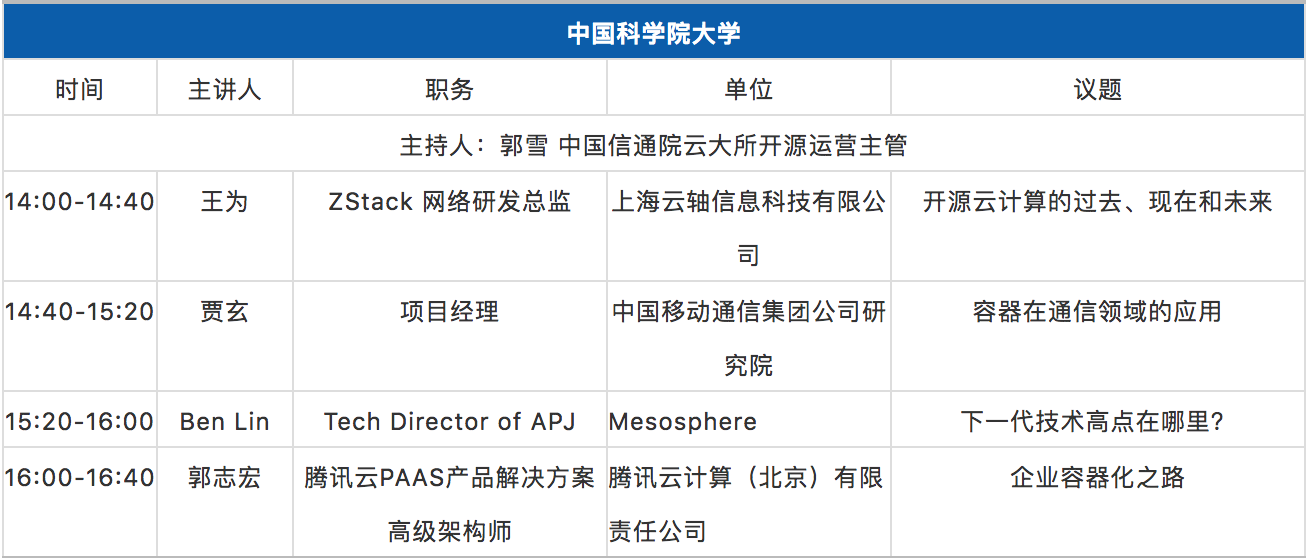 中国科学院大学
时间 主讲人 职务 单位 议题
主持人：郭雪 中国信通院云大所开源运营主管
14:00-14:40 王为 ZStack 网络研发总监 上海云轴信息科技有限公 开源云计算的过去、现在和未来
司
14:40-15:20 贾玄 项目经理 中国移动通信集团公司研 容器在通信领域的应用
究院
15:20-16:00 Ben Lin Tech Director of APJ Mesosphere 下一代技术高点在哪里?
16:00-16:40 郭志宏 腾讯云PAAS产品解决方案 腾讯云计算（北京）有限 企业容器化之路
高级架构师 责任公司